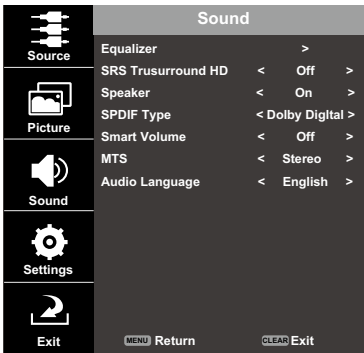 Sound
Source
Picture
Sound
Settings
Exit
Equalizer >
SRS Trusurround HD < Off >
Speaker < On >
SPDIF Type < Dolby Digltal >
Smart Volume < Off >
MTS < Stereo >
Audio Language < English >
MENU Return CLEAR Exit